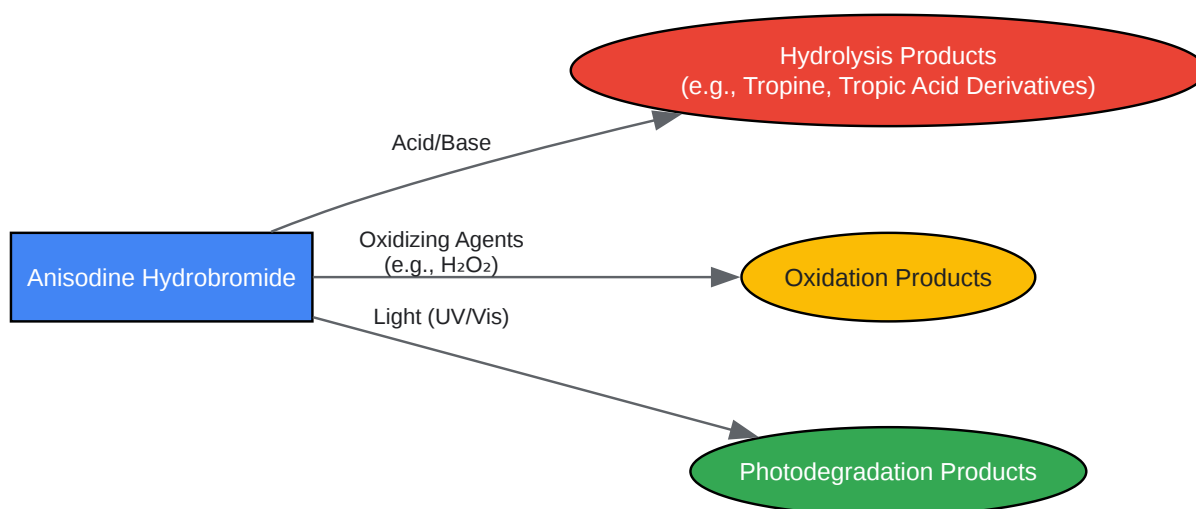 Hydrolysis Products
(e.g., Tropine, Tropic Acid Derivatives)
Acid/Base
Oxidizing Agents
(e.g., H₂O₂)
Anisodine Hydrobromide
Oxidation Products
Light (UV/Vis)
Photodegradation Products